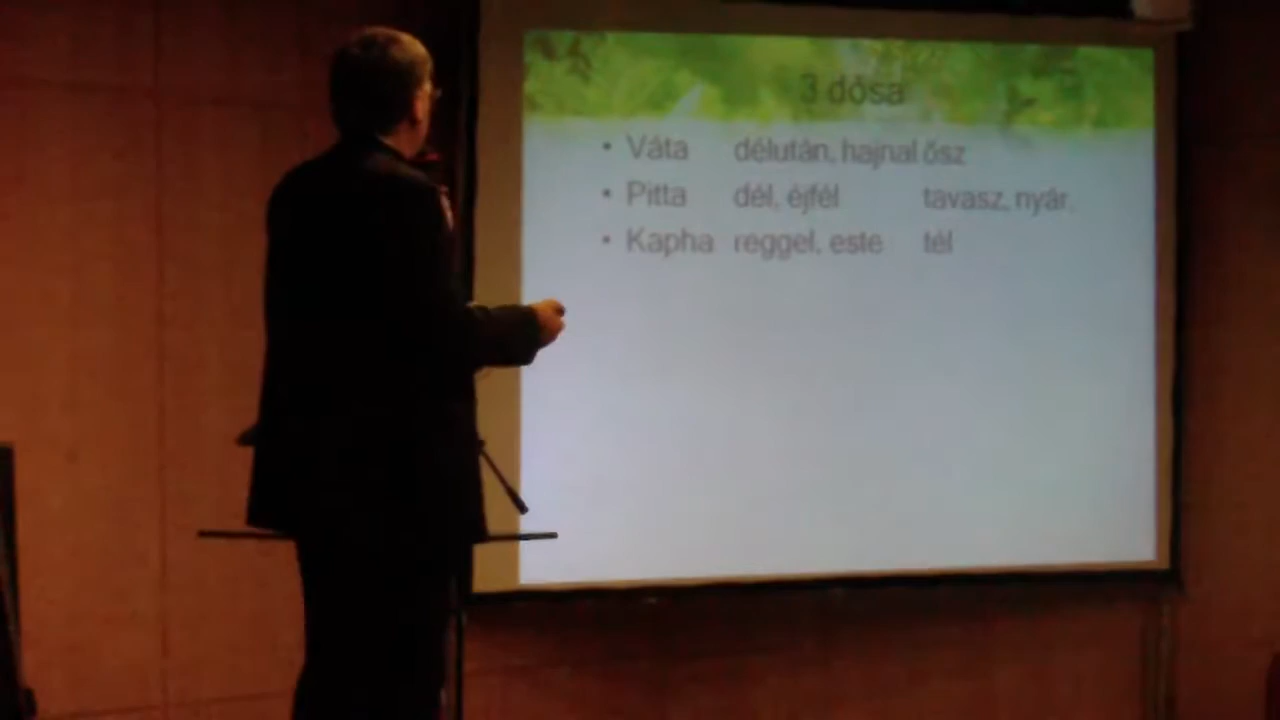 3 dósa
• Váta délután, hajnal ősz
• Pitta dél, éjfél tavasz, nyár,
• Kapha reggel, este tél